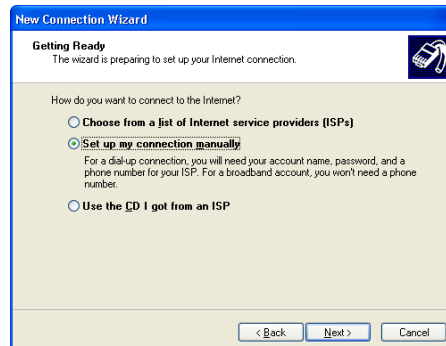 New Connection Wizard
Getting Ready
The wizard is preparing to set up your Internet connection.
How do you want to connect to the Internet?
Choose from a list of Internet service providers (ISPs)
Set up my connection manually
For a dial-up connection, you will need your account name, password, and a
phone number for your ISP. For a broadband account, you won't need a phone
number.
Use the CD I got from an ISP
< Back
Next >
Cancel